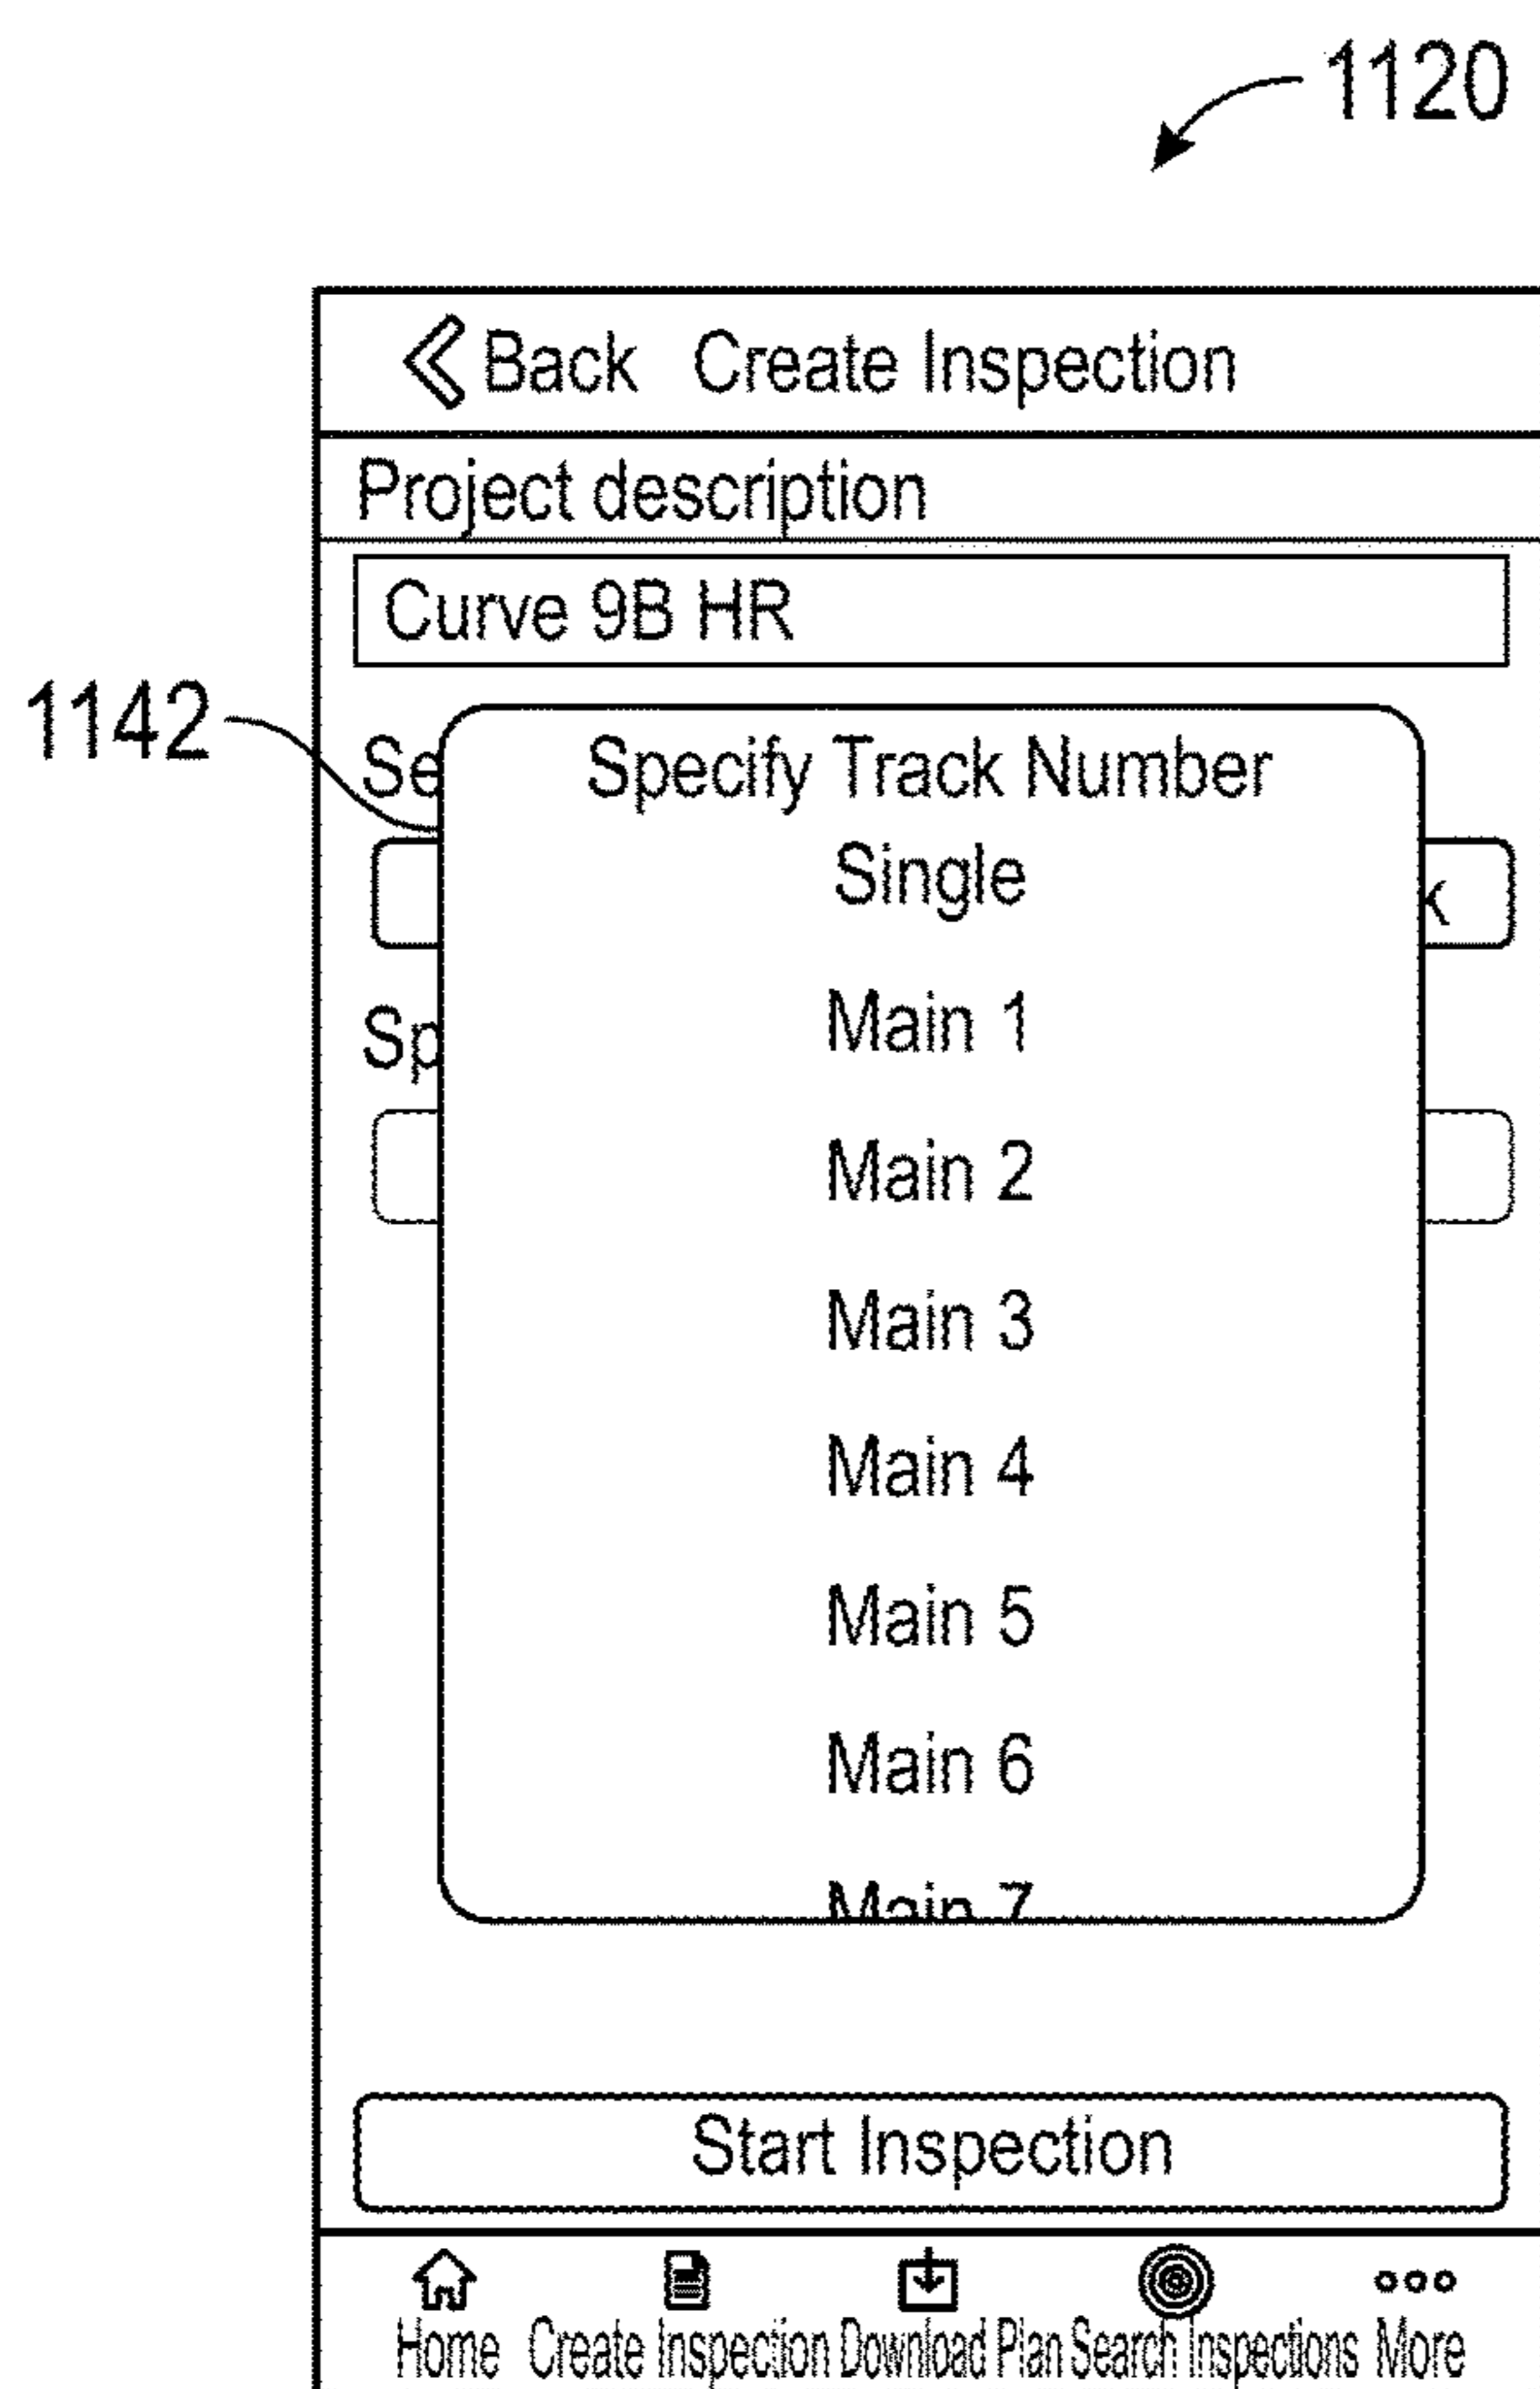 1120
Back Create Inspection
Project description
Curve 9B HR
1142
Se Specify Track Number
Single
k
Main 1
Sp
Main 2
Main 3
Main 4
Main 5
Main 6
Main 7
Start Inspection
Home Create Inspection Download Plan Search Inspections More